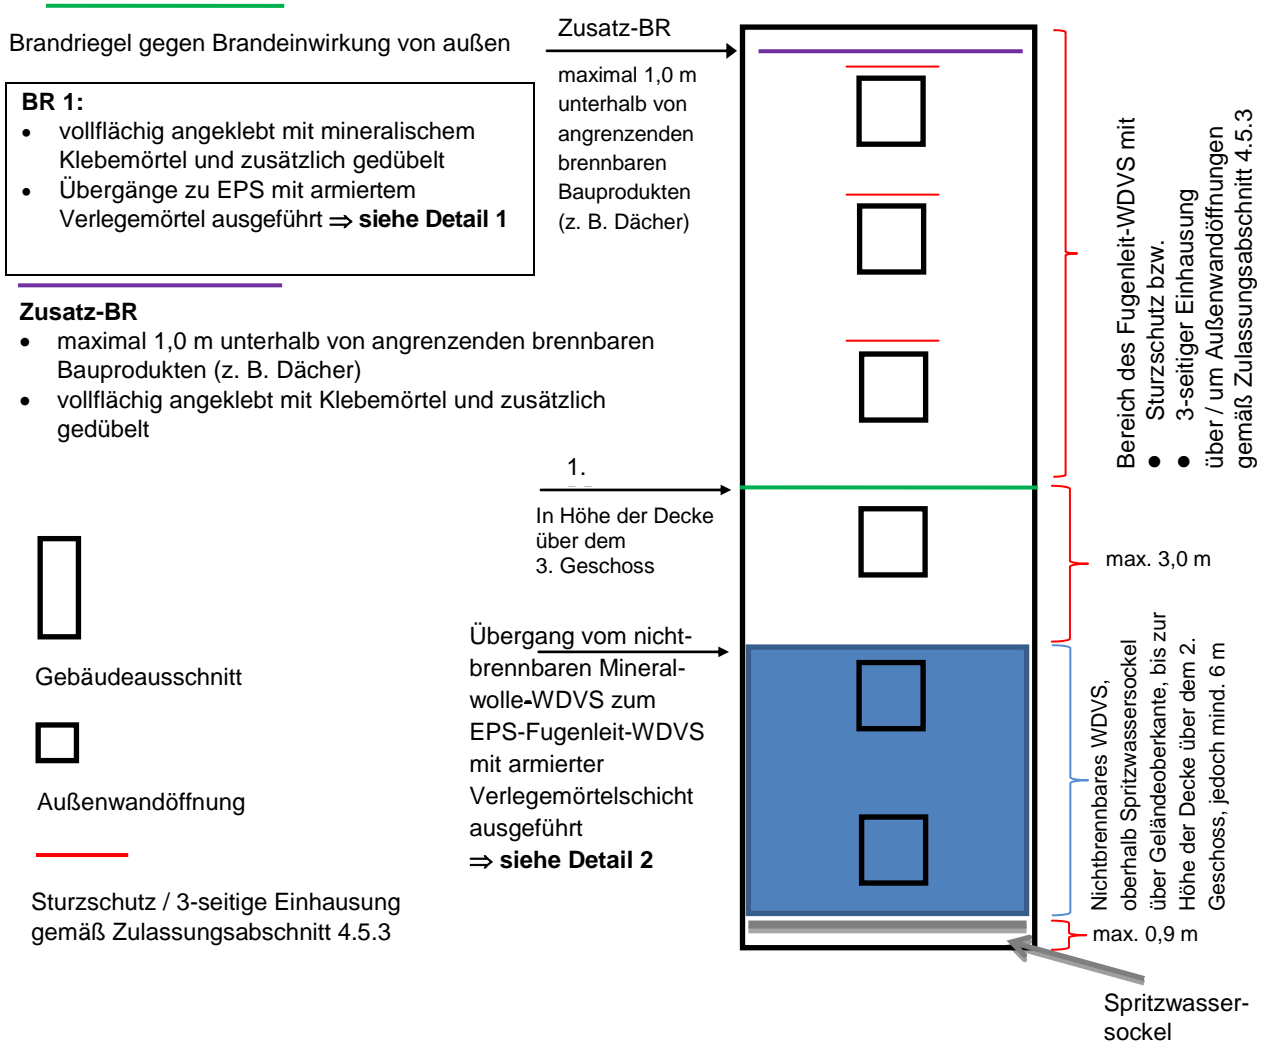 Brandriegel gegen Brandeinwirkung von außen
BR 1:
• vollflächig angeklebt mit mineralischem
Klebemörtel und zusätzlich gedübelt
• Übergänge zu EPS mit armiertem
Verlegemörtel ausgeführt ⇒ siehe Detail 1
Zusatz-BR
• maximal 1,0 m unterhalb von angrenzenden brennbaren
Bauprodukten (z. B. Dächer)
• vollflächig angeklebt mit Klebemörtel und zusätzlich
gedübelt
Gebäudeausschnitt
Außenwandöffnung
Sturzschutz / 3-seitige Einhausung
gemäß Zulassungsabschnitt 4.5.3
Zusatz-BR
maximal 1,0 m
unterhalb von
angrenzenden
brennbaren
Bauprodukten
(z. B. Dächer)
1.
In Höhe der Decke
über dem
3. Geschoss
Übergang vom nicht-
brennbaren Mineral-
wolle-WDVS zum
EPS-Fugenleit-WDVS
mit armierter
Verlegemörtelschicht
ausgeführt
⇒ siehe Detail 2
Bereich des Fugenleit-WDVS mit
● Sturzschutz bzw.
● 3-seitiger Einhausung
über / um Außenwandöffnungen
gemäß Zulassungsabschnitt 4.5.3
max. 3,0 m
Nichtbrennbares WDVS,
oberhalb Spritzwassersockel
über Geländeoberkante, bis zur
Höhe der Decke über dem 2.
Geschoss, jedoch mind. 6 m
max. 0,9 m
Spritzwasser-
sockel